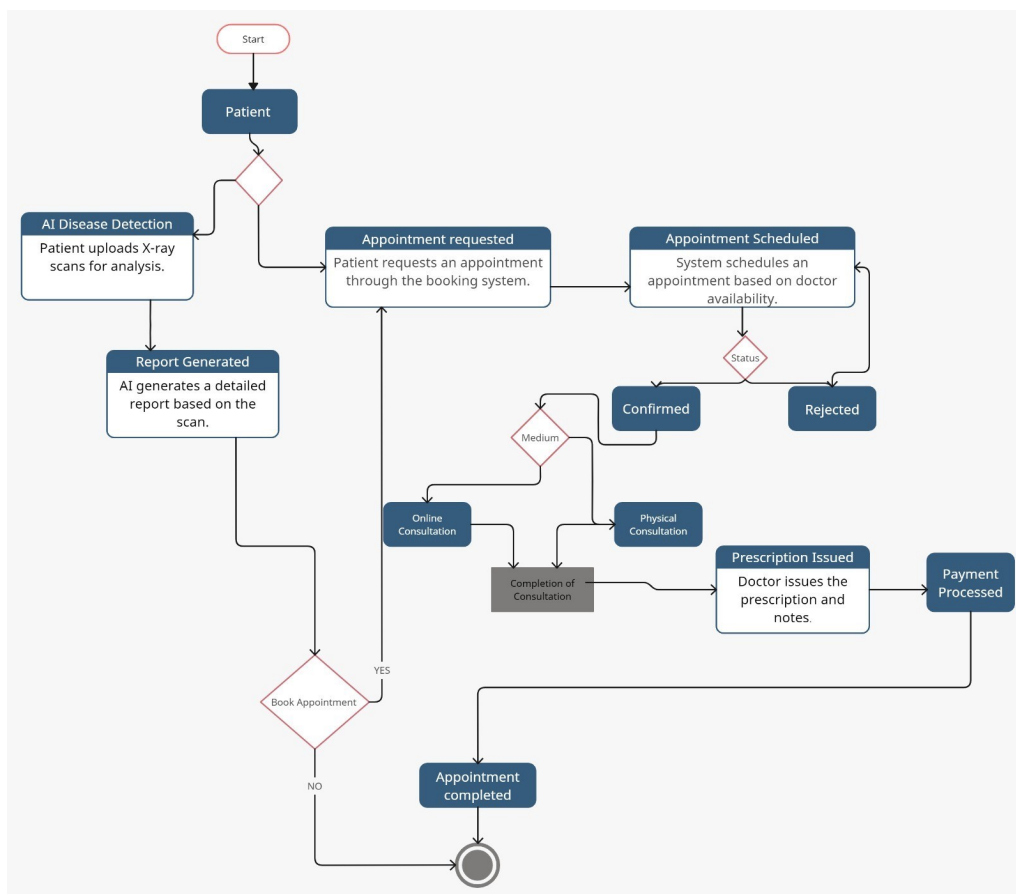 Start
Patient
AI Disease Detection
Patient uploads X-ray
scans for analysis.
Appointment requested
Patient requests an appointment
through the booking system.
Appointment Scheduled
System schedules an
appointment based on doctor
availability.
Report Generated
AI generates a detailed
report based on the
scan.
Status
Confirmed
Rejected
Medium
Online
Consultation
Physical
Consultation
Completion of
Consultation
Prescription Issued
Doctor issues the
prescription and
notes.
Payment
Processed
YES
Book Appointment
NO
Appointment
completed